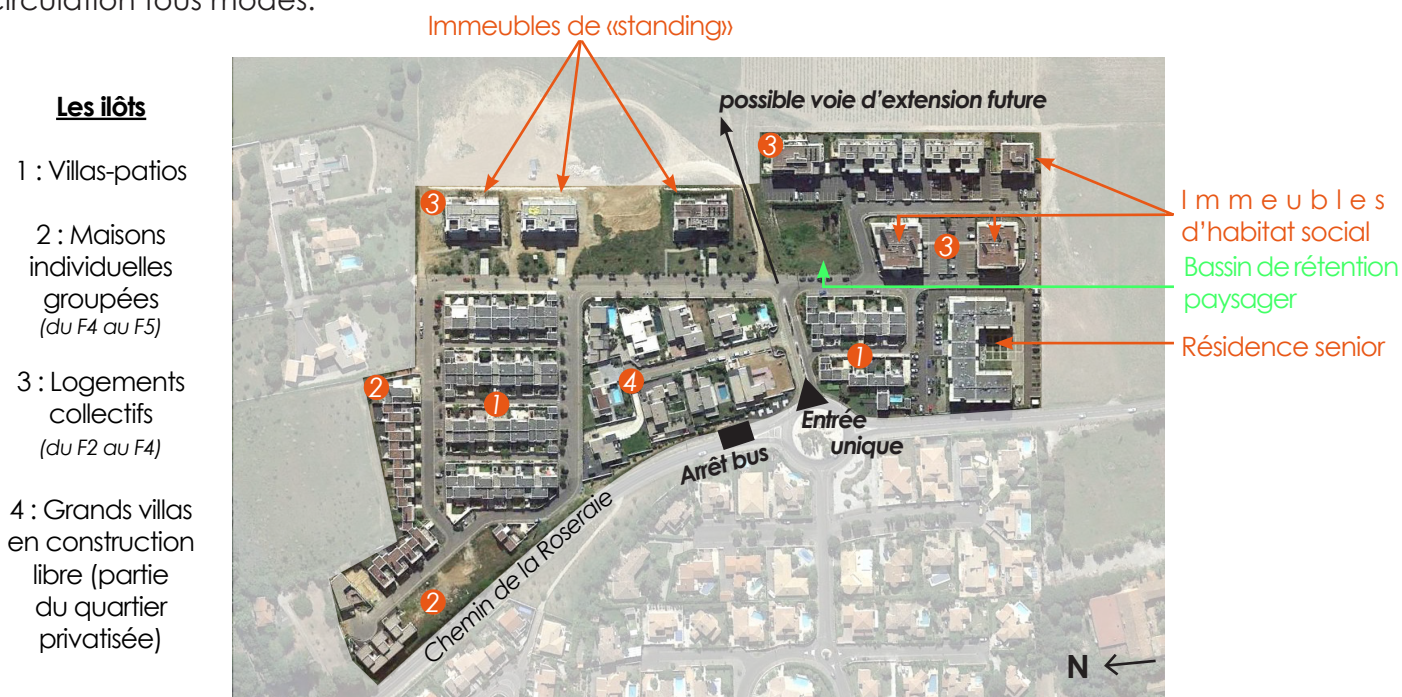 circulation tous modes.
Immeubles de «standing»
Les ilôts
1 : Villas-patios
2 : Maisons
individuelles
groupées
(du F4 au F5)
3 : Logements
collectifs
(du F2 au F4)
4 : Grands villas
en construction
libre (partie
du quartier
privatisée)
possible voie d'extension future
3
3
3
1
1
2
2
4
Entrée
unique
Arrêt bus
Chemin de la Roseraie
N
Immeubles
d'habitat social
Bassin de rétention
paysager
Résidence senior